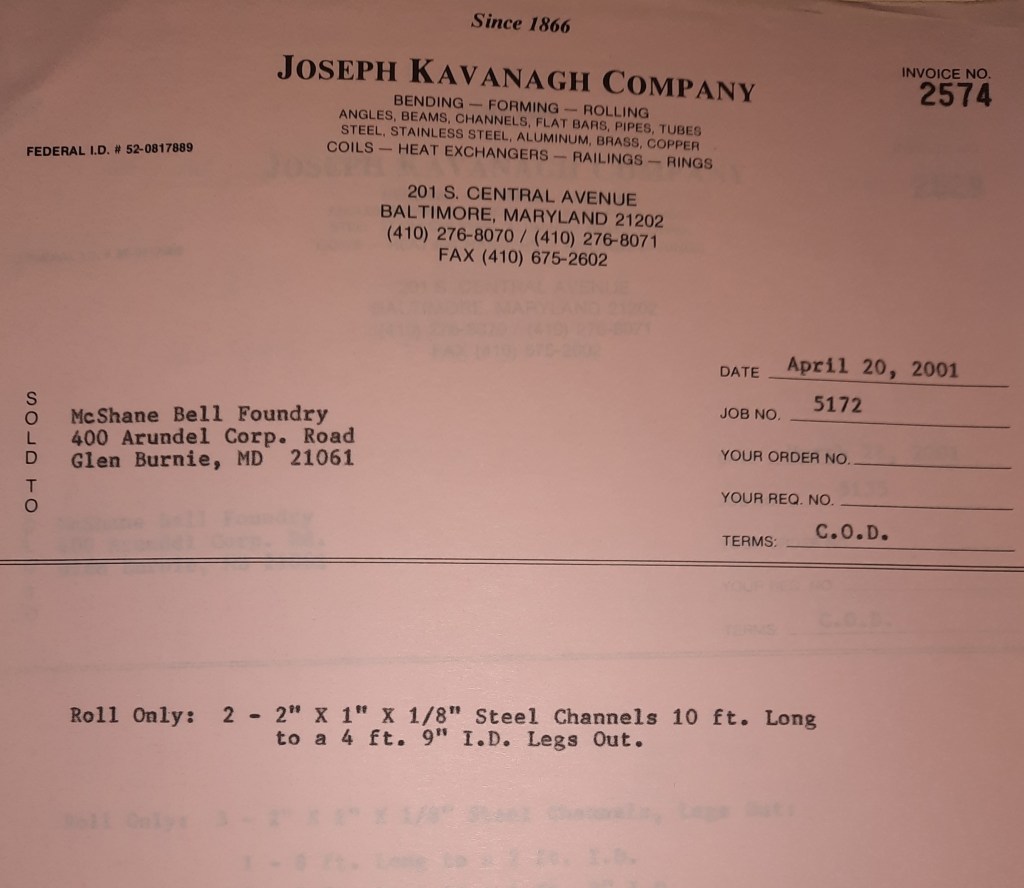 Since 1866
JOSEPH KAVANAGH COMPANY
BENDING — FORMING — ROLLING
ANGLES, BEAMS, CHANNELS, FLAT BARS, PIPES, TUBES
STEEL, STAINLESS STEEL, ALUMINUM, BRASS, COPPER
COILS — HEAT EXCHANGERS — RAILINGS — RINGS
INVOICE NO.
2574
FEDERAL I.D. # 52-0817889
201 S. CENTRAL AVENUE
BALTIMORE, MARYLAND 21202
(410) 276-8070 / (410) 276-8071
FAX (410) 675-2602
DATE April 20, 2001
JOB NO. 5172
YOUR ORDER NO.
YOUR REQ. NO.
TERMS: C.O.D.
SOLD TO
McShane Bell Foundry
400 Arundel Corp. Road
Glen Burnie, MD 21061
Roll Only: 2 - 2" X 1" X 1/8" Steel Channels 10 ft. Long
to a 4 ft. 9" I.D. Legs Out.